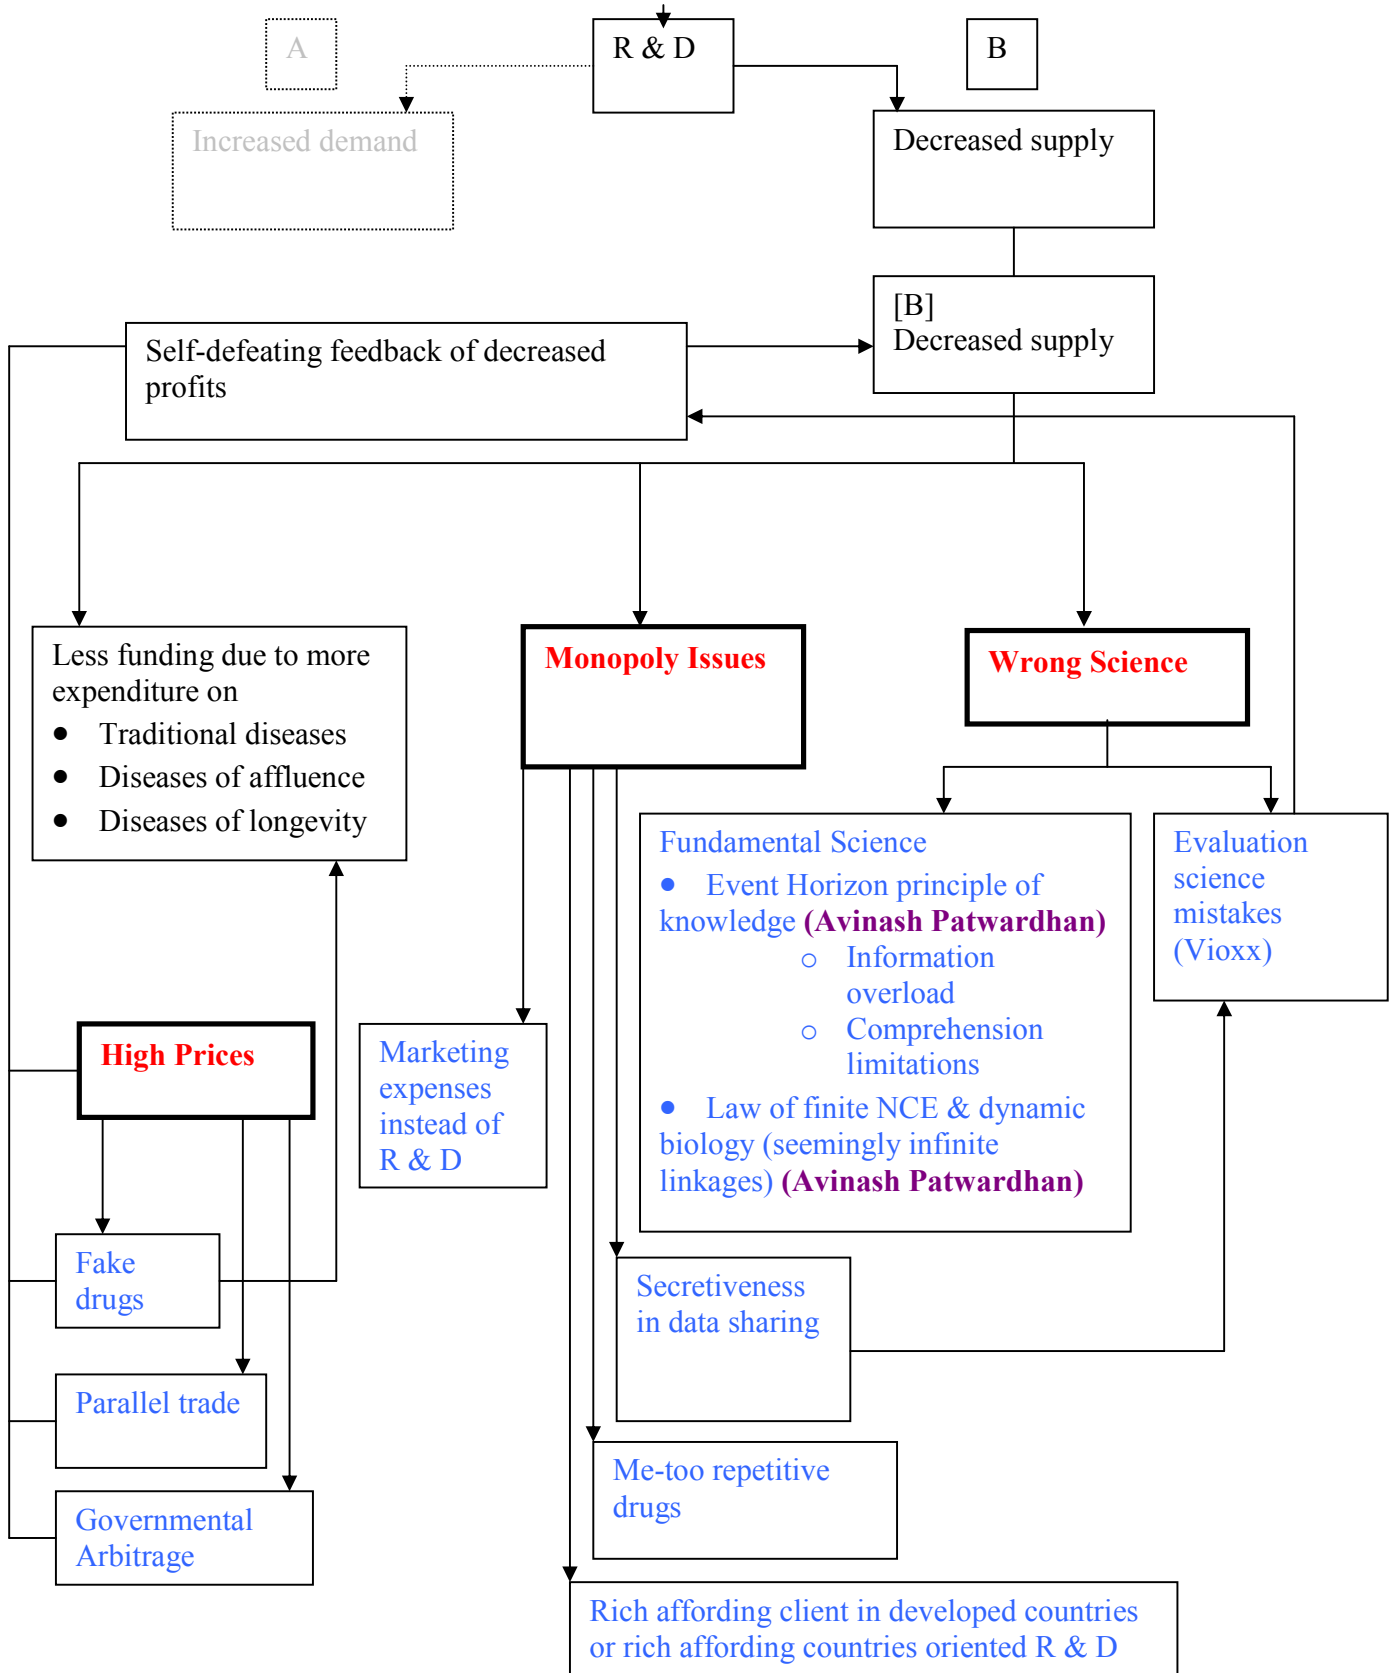 A
R & D
B
Increased demand
Decreased supply
[B]
Decreased supply
Self-defeating feedback of decreased
profits
Less funding due to more
expenditure on
• Traditional diseases
• Diseases of affluence
• Diseases of longevity
Monopoly Issues
Wrong Science
Fundamental Science
• Event Horizon principle of
knowledge (Avinash Patwardhan)
o Information
overload
o Comprehension
limitations
• Law of finite NCE & dynamic
biology (seemingly infinite
linkages) (Avinash Patwardhan)
Evaluation
science
mistakes
(Vioxx)
High Prices
Marketing
expenses
instead of
R & D
Fake
drugs
Secretiveness
in data sharing
Parallel trade
Me-too repetitive
drugs
Governmental
Arbitrage
Rich affording client in developed countries
or rich affording countries oriented R & D